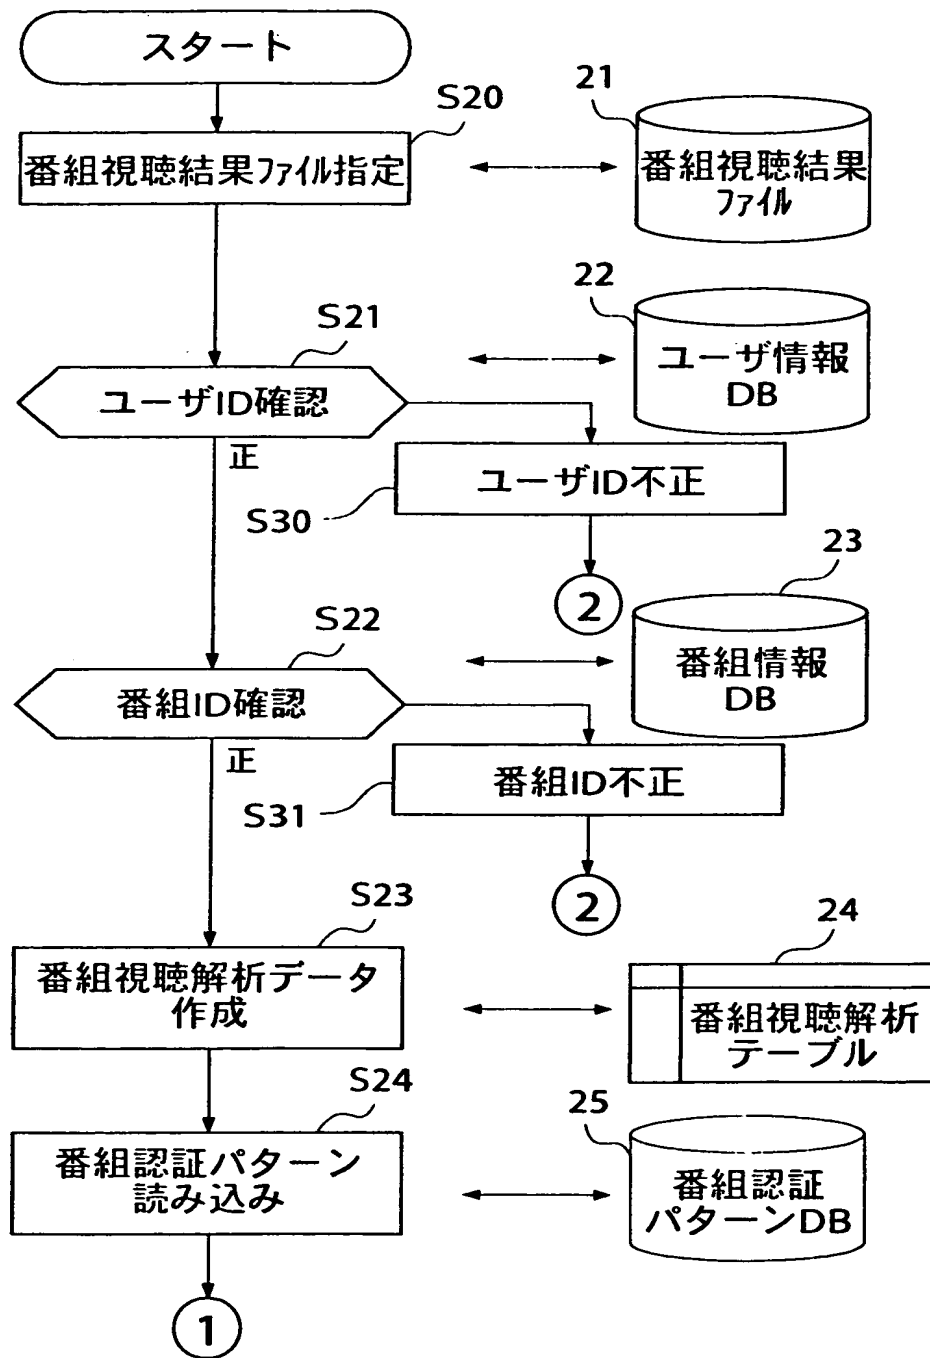 スタート
S20
番組視聴結果ファイル指定
21
番組視聴結果
ファイル
S21
ユーザID確認
正
22
ユーザ情報
DB
S30
ユーザID不正
2
S22
番組ID確認
正
23
番組情報
DB
S31
番組ID不正
2
S23
番組視聴解析データ
作成
24
番組視聴解析
テーブル
S24
番組認証パターン
読み込み
25
番組認証
パターンDB
1